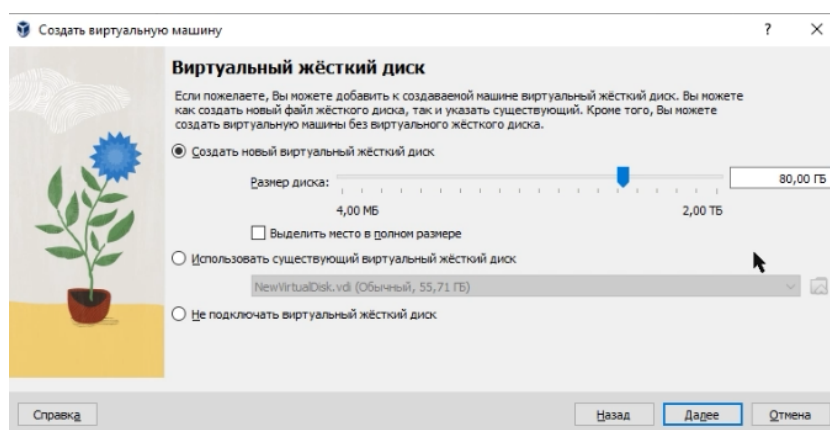 Создать виртуальную машину
?
Виртуальный жёсткий диск
Если пожелаете, Вы можете добавить к создаваемой машине виртуальный жёсткий диск. Вы можете
как создать новый файл жёсткого диска, так и указать существующий. Кроме того, Вы можете
создать виртуальную машины без виртуального жёсткого диска.
Создать новый виртуальный жёсткий диск
Размер диска:
80,00 ГБ
4,00 МБ
2,00 ТБ
Выделить место в полном размере
Использовать существующий виртуальный жёсткий диск
NewVirtualDisk.vdi (Обычный, 55,71 ГБ)
Не подключать виртуальный жёсткий диск
Справка
Назад
Далее
Отмена